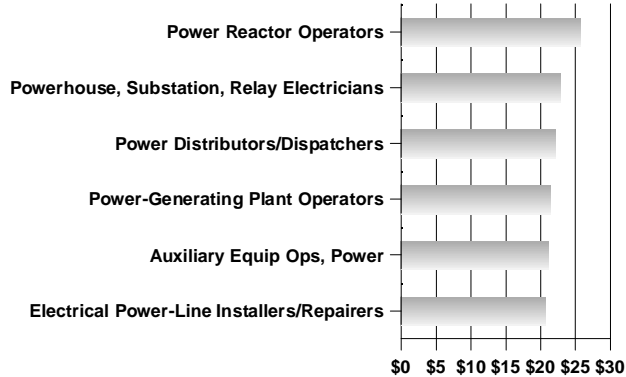 Power Reactor Operators
Powerhouse, Substation, Relay Electricians
Power Distributors/Dispatchers
Power-Generating Plant Operators
Auxiliary Equip Ops, Power
Electrical Power-Line Installers/Repairers
$0 $5 $10 $15 $20 $25 $30